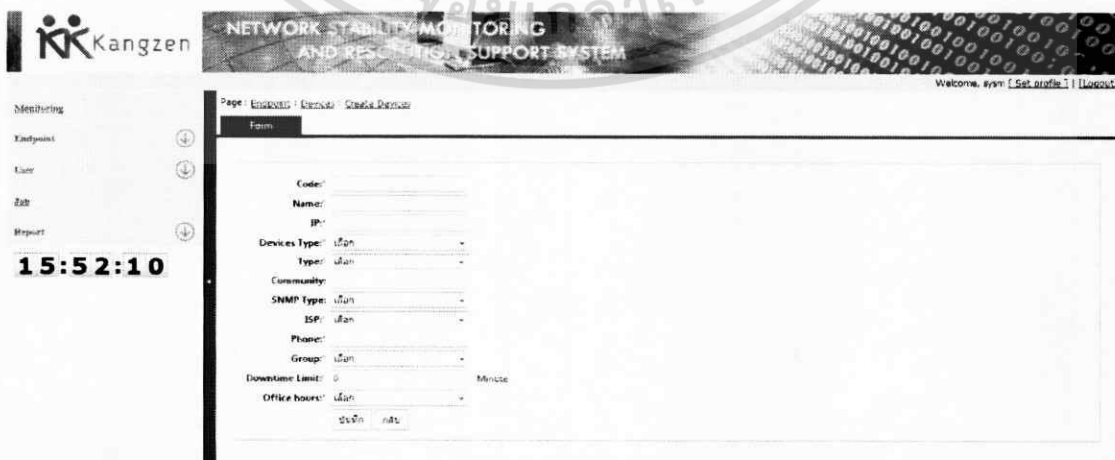 Kangzen
NETWORK STABILITY MONITORING
AND RESOLUTION SUPPORT SYSTEM
Welcome, sysm [ Set profile ] | [Logout
Monitoring
Endpoint
User
Job
Report
15:52:10
Page : Endpoint : Devices : Create Devices
Form
Code:*
Name:*
IP:*
Devices Type:* เลือก
Type:* เลือก
Community:
SNMP Type: เลือก
ISP:* เลือก
Phone:*
Group:* เลือก
Downtime Limit:* 0 Minute
Office hours:* เลือก
บันทึก กลับ